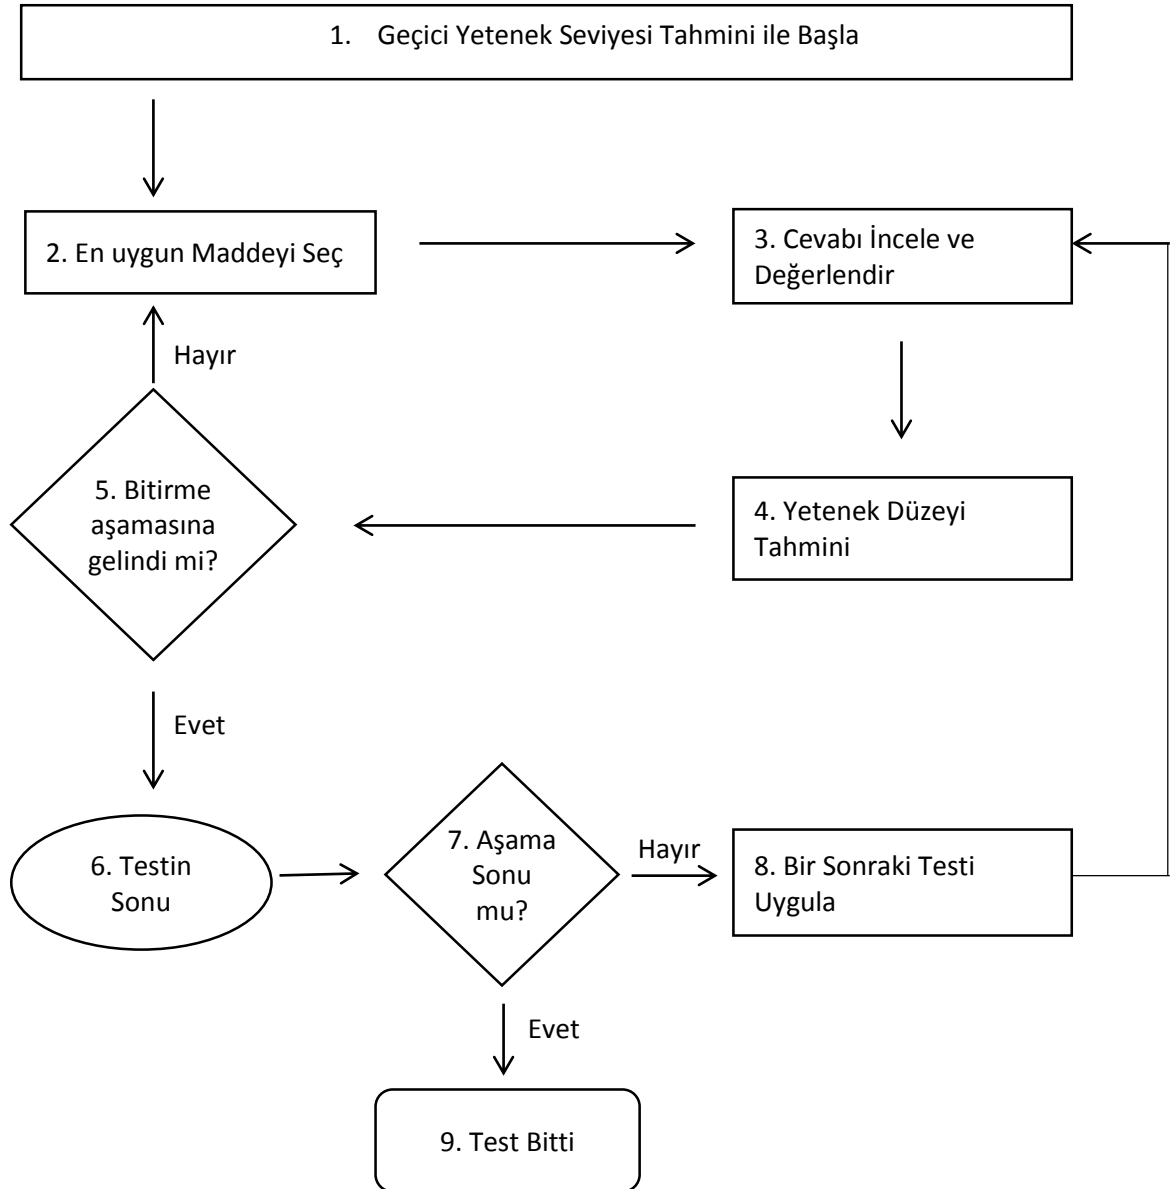 1. Geçici Yetenek Seviyesi Tahmini ile Başla
2. En uygun Maddeyi Seç
3. Cevabı İncele ve
Değerlendir
Hayır
5. Bitirme
aşamasına
gelindi mi?
4. Yetenek Düzeyi
Tahmini
Evet
6. Testin
Sonu
7. Aşama
Sonu
mu?
Hayır
8. Bir Sonraki Testi
Uygula
Evet
9. Test Bitti